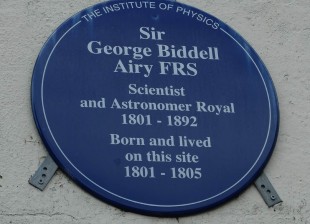 THE INSTITUTE OF PHYSICS
Sir
George Biddell
Airy FRS
Scientist
and Astronomer Royal
1801 - 1892
Born and lived
on this site
1801 - 1805